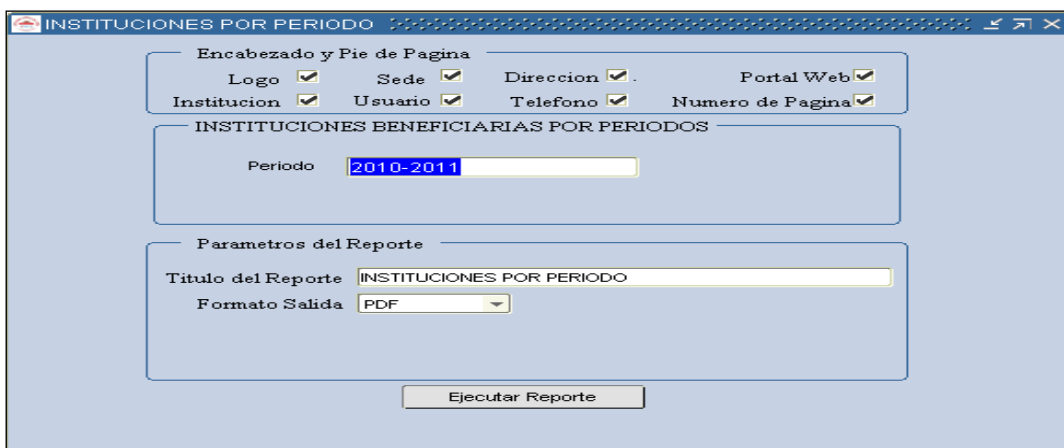 INSTITUCIONES POR PERIODO
Encabezado y Pie de Pagina
Logo Sede Direccion . Portal Web
Institucion Usuario Telefono Numero de Pagina
INSTITUCIONES BENEFICIARIAS POR PERIODOS
Periodo 2010-2011
Parametros del Reporte
Titulo del Reporte INSTITUCIONES POR PERIODO
Formato Salida PDF
Ejecutar Reporte